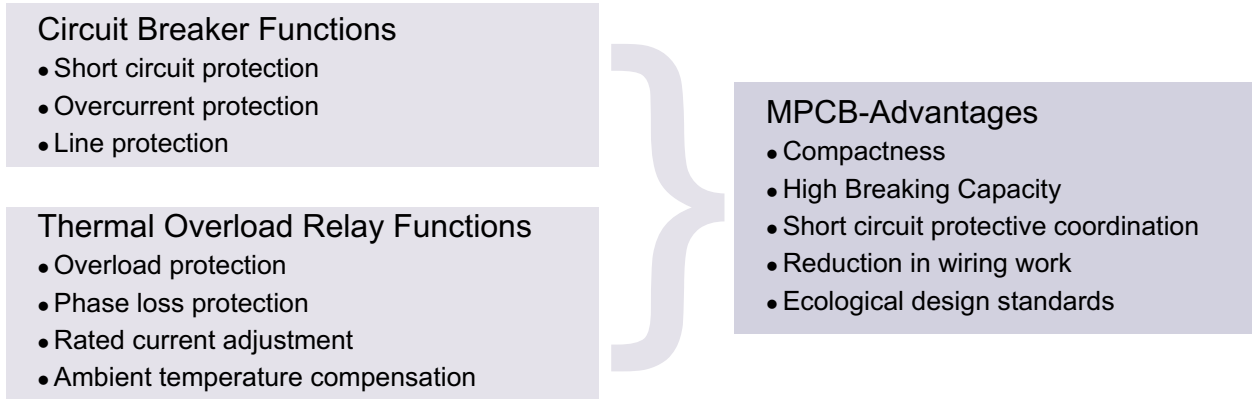 Circuit Breaker Functions
• Short circuit protection
• Overcurrent protection
• Line protection
Thermal Overload Relay Functions
• Overload protection
• Phase loss protection
• Rated current adjustment
• Ambient temperature compensation
}
MPCB-Advantages
• Compactness
• High Breaking Capacity
• Short circuit protective coordination
• Reduction in wiring work
• Ecological design standards